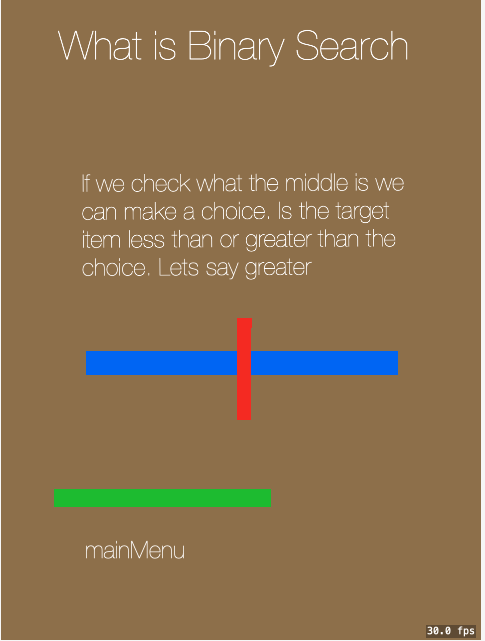 What is Binary Search
If we check what the middle is we
can make a choice. Is the target
item less than or greater than the
choice. Lets say greater
mainMenu
30.0 fps